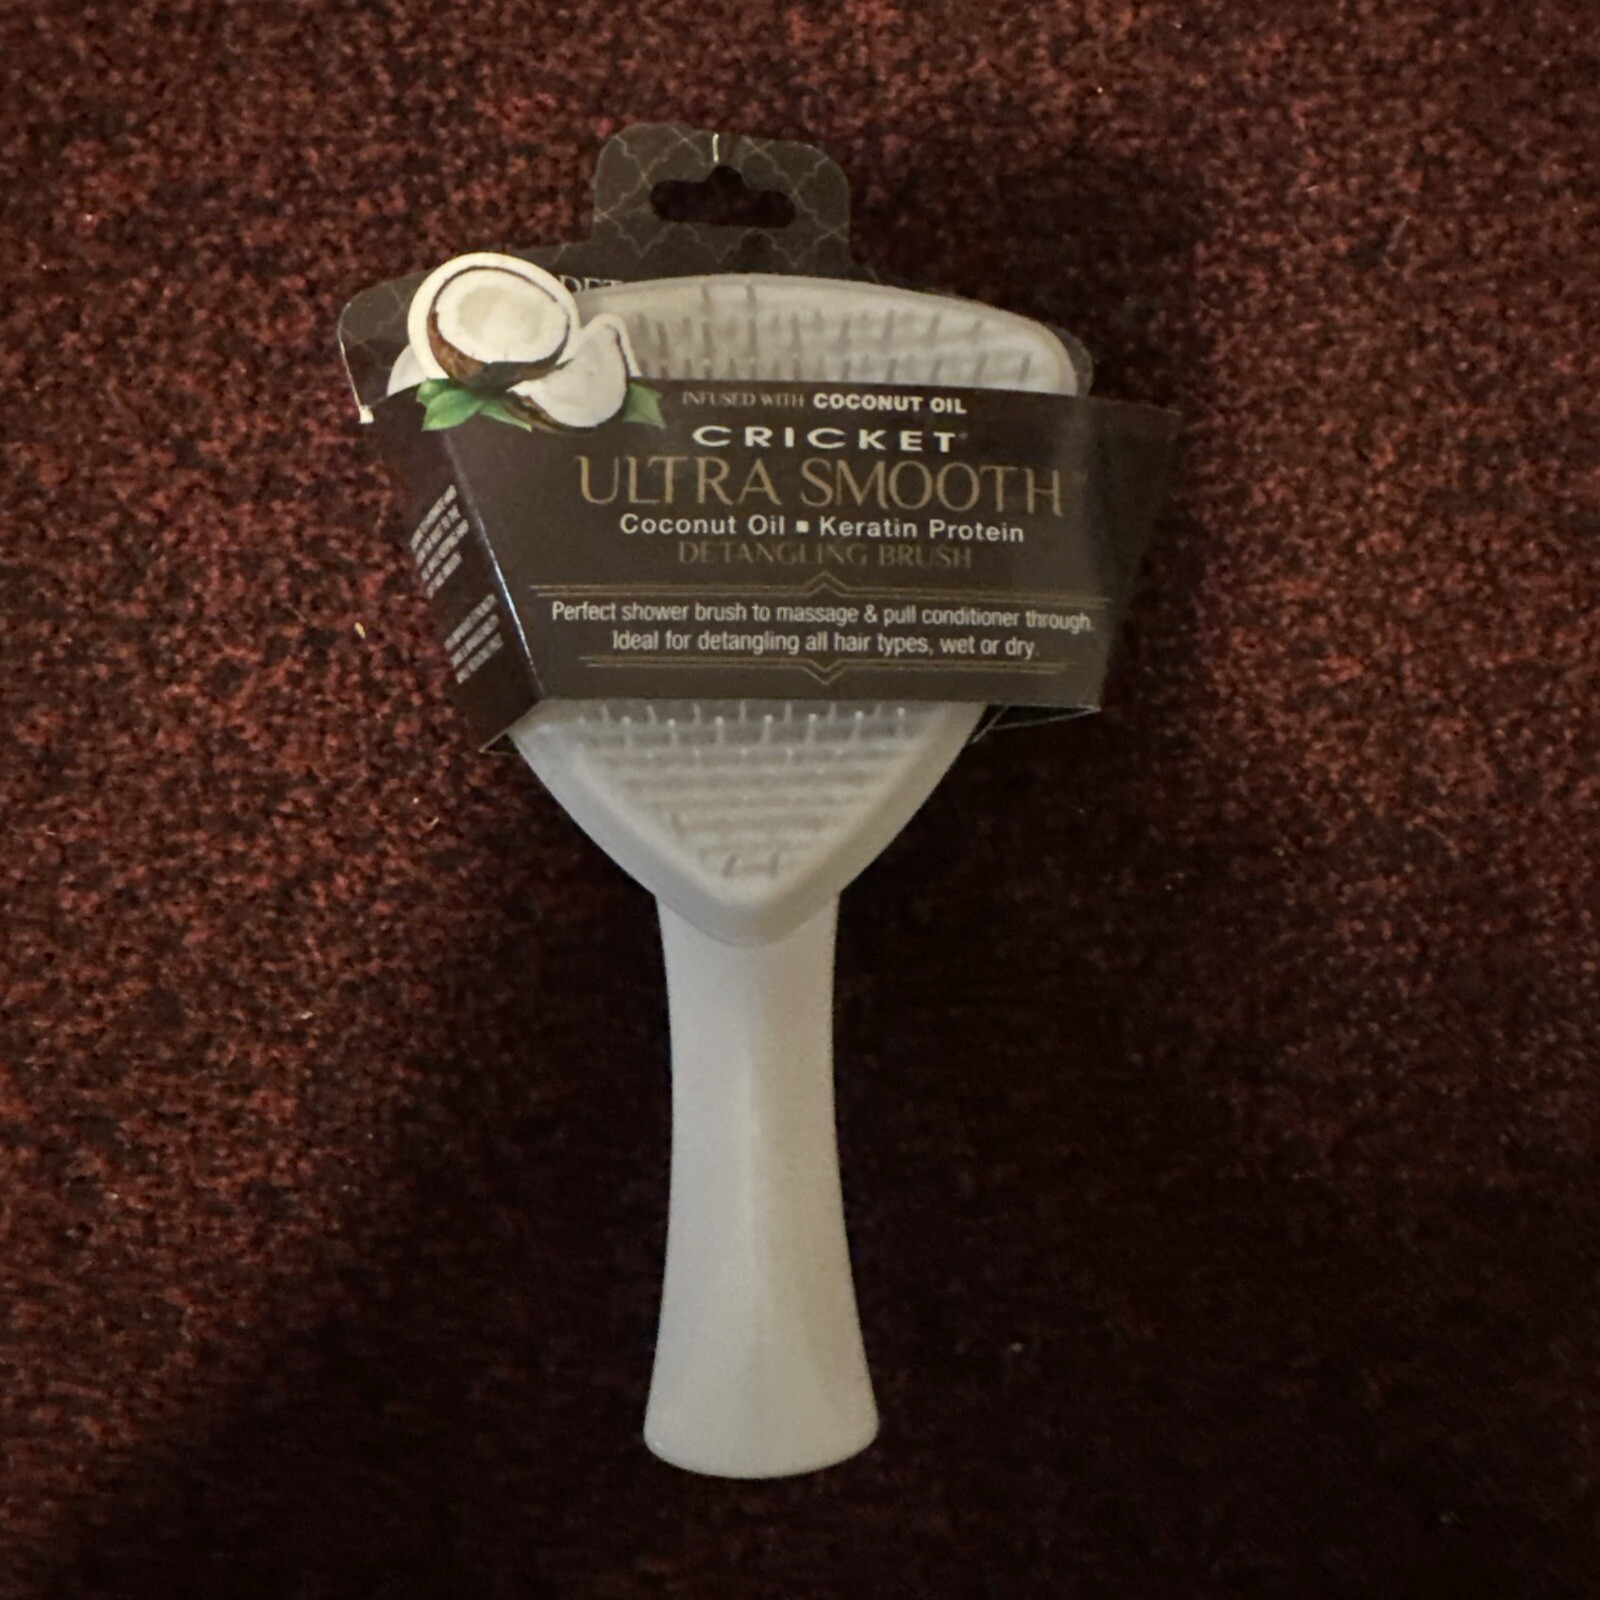 DET
INFUSED WITH COCONUT OIL
CRICKET®
ULTRA SMOOTH
Coconut Oil ▪ Keratin Protein
DETANGLING BRUSH
Perfect shower brush to massage & pull conditioner through.
Ideal for detangling all hair types, wet or dry.